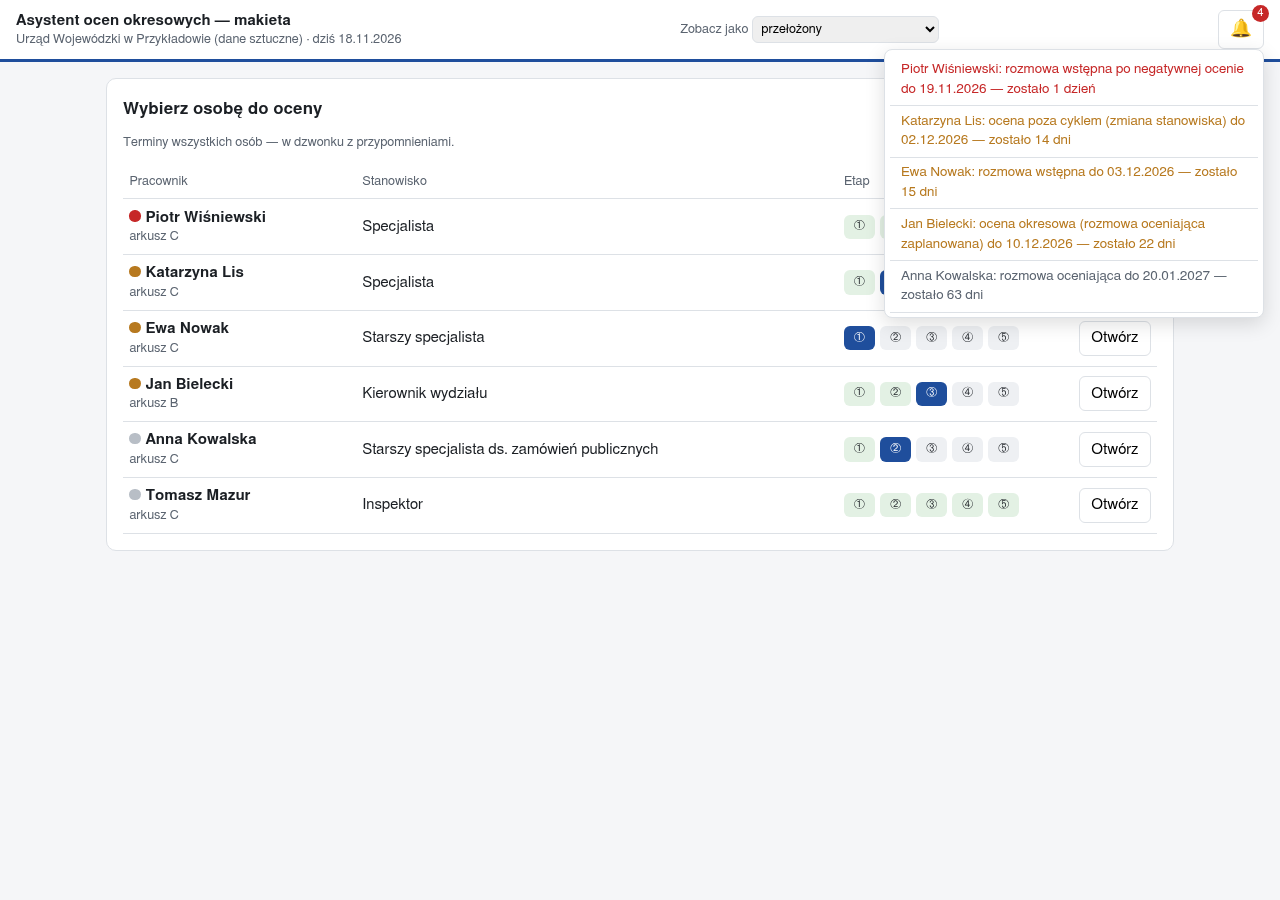 Asystent ocen okresowych — makieta
Urząd Wojewódzki w Przykładowie (dane sztuczne) · dziś 18.11.2026
Zobacz jako przełożony
4
Piotr Wiśniewski: rozmowa wstępna po negatywnej ocenie
do 19.11.2026 — zostało 1 dzień
Katarzyna Lis: ocena poza cyklem (zmiana stanowiska) do
02.12.2026 — zostało 14 dni
Ewa Nowak: rozmowa wstępna do 03.12.2026 — zostało
15 dni
Jan Bielecki: ocena okresowa (rozmowa oceniająca
zaplanowana) do 10.12.2026 — zostało 22 dni
Anna Kowalska: rozmowa oceniająca do 20.01.2027 —
zostało 63 dni
Wybierz osobę do oceny
Terminy wszystkich osób — w dzwonku z przypomnieniami.
Pracownik Stanowisko Etap
Piotr Wiśniewski
arkusz C
Specjalista
①
Katarzyna Lis
arkusz C
Specjalista
①
Ewa Nowak
arkusz C
Starszy specjalista
① ② ③ ④ ⑤
Otwórz
Jan Bielecki
arkusz B
Kierownik wydziału
① ② ③ ④ ⑤
Otwórz
Anna Kowalska
arkusz C
Starszy specjalista ds. zamówień publicznych
① ② ③ ④ ⑤
Otwórz
Tomasz Mazur
arkusz C
Inspektor
① ② ③ ④ ⑤
Otwórz